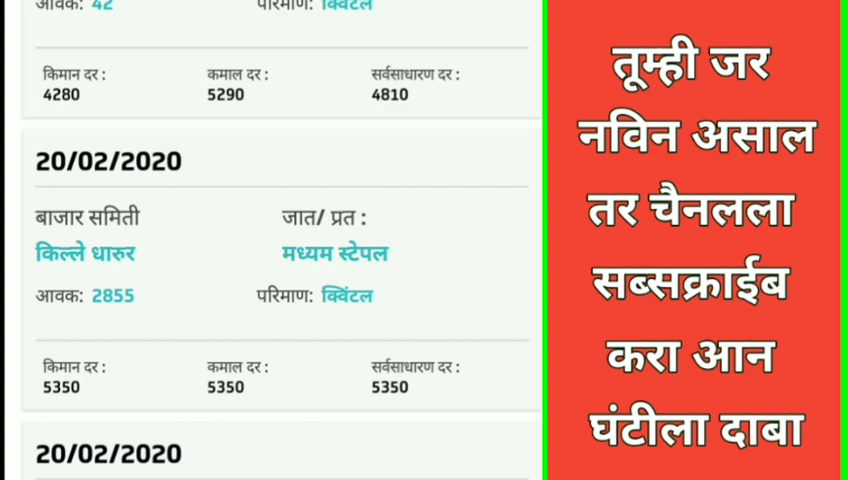 आवक: 42 परिमाण: क्विंटल
किमान दर : कमाल दर : सर्वसाधारण दर :
4280 5290 4810
20/02/2020
बाजार समिती जात/ प्रत :
किल्ले धारुर मध्यम स्टेपल
आवक: 2855 परिमाण: क्विंटल
किमान दर : कमाल दर : सर्वसाधारण दर :
5350 5350 5350
20/02/2020
तूम्ही जर
नविन असाल
तर चैनलला
सब्सक्राईब
करा आन
घंटीला दाबा